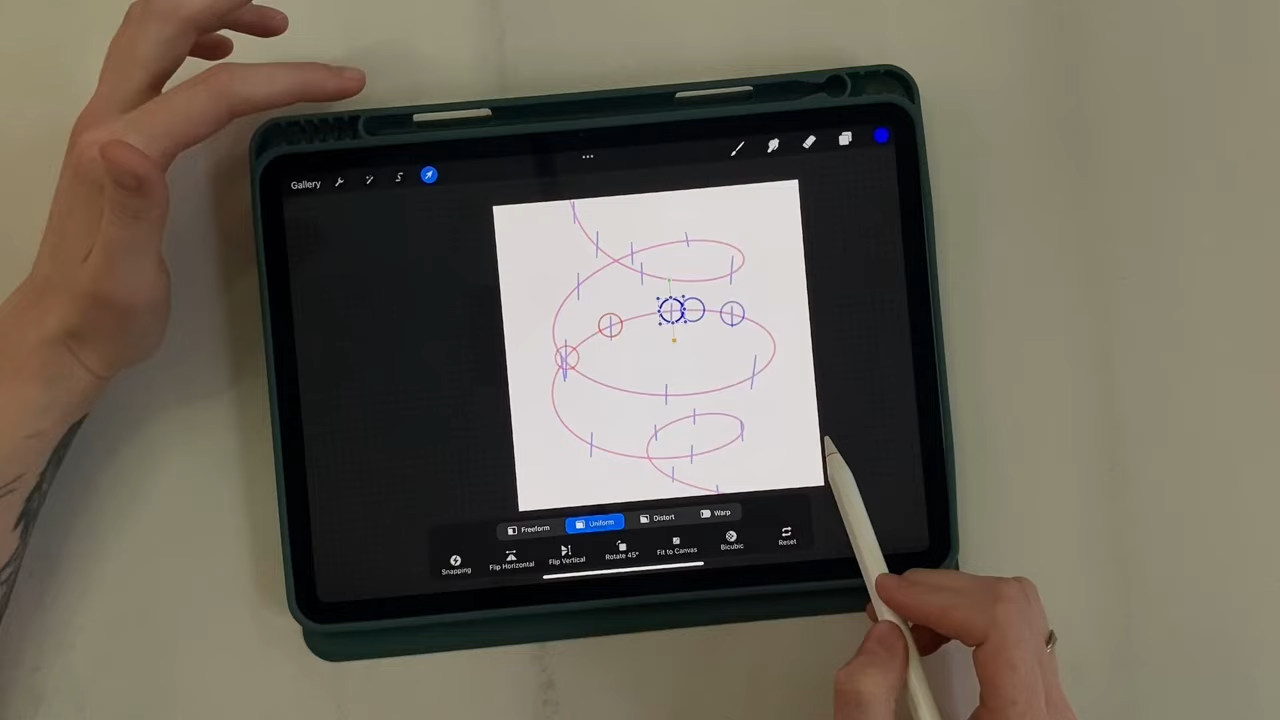 Gallery
Freeform Uniform Distort Warp
Snapping Flip Horizontal Flip Vertical Rotate 45° Fit to Canvas Bicubic Reset